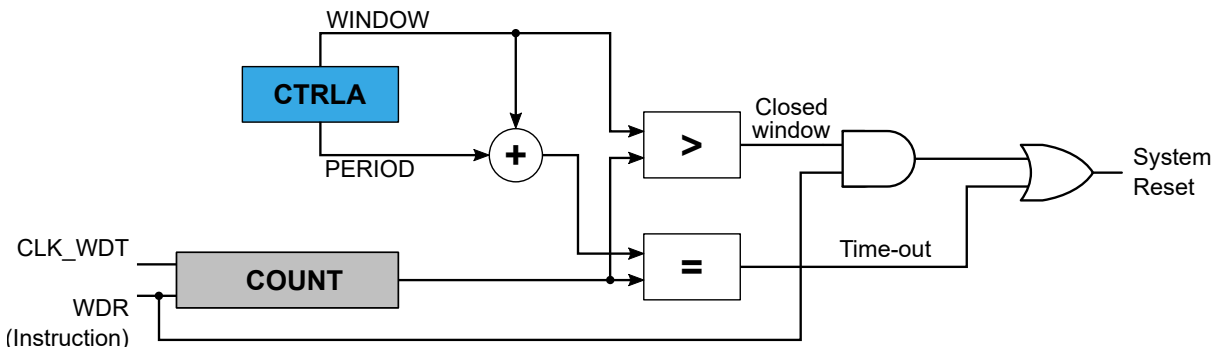 WINDOW
CTRLA
PERIOD
+
>
Closed
window
System
Reset
CLK_WDT
COUNT
=
Time-out
WDR
(Instruction)